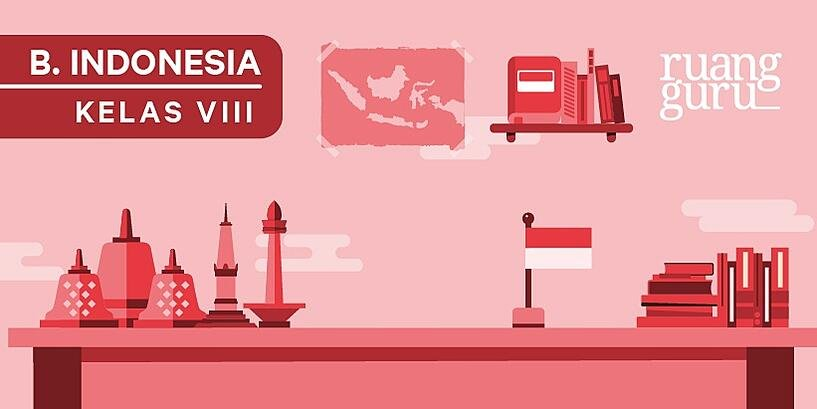 B. INDONESIA
KELAS VIII
ruang
guru